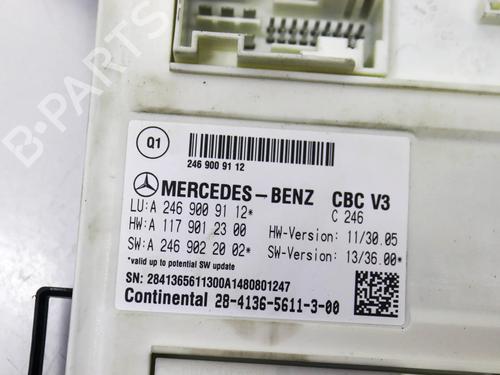 B-PARTS
Q1
246 900 9112
MERCEDES-BENZ CBC V3
C 246
LU:A 246 900 91 12*
HW:A 117 901 23 00 HW-Version: 11/30.05
SW:A 246 902 20 02* SW-Version: 13/36.00*
*valid up to potential SW update
SN: 2841365611300A1480801247
Continental 28-4136-5611-3-00